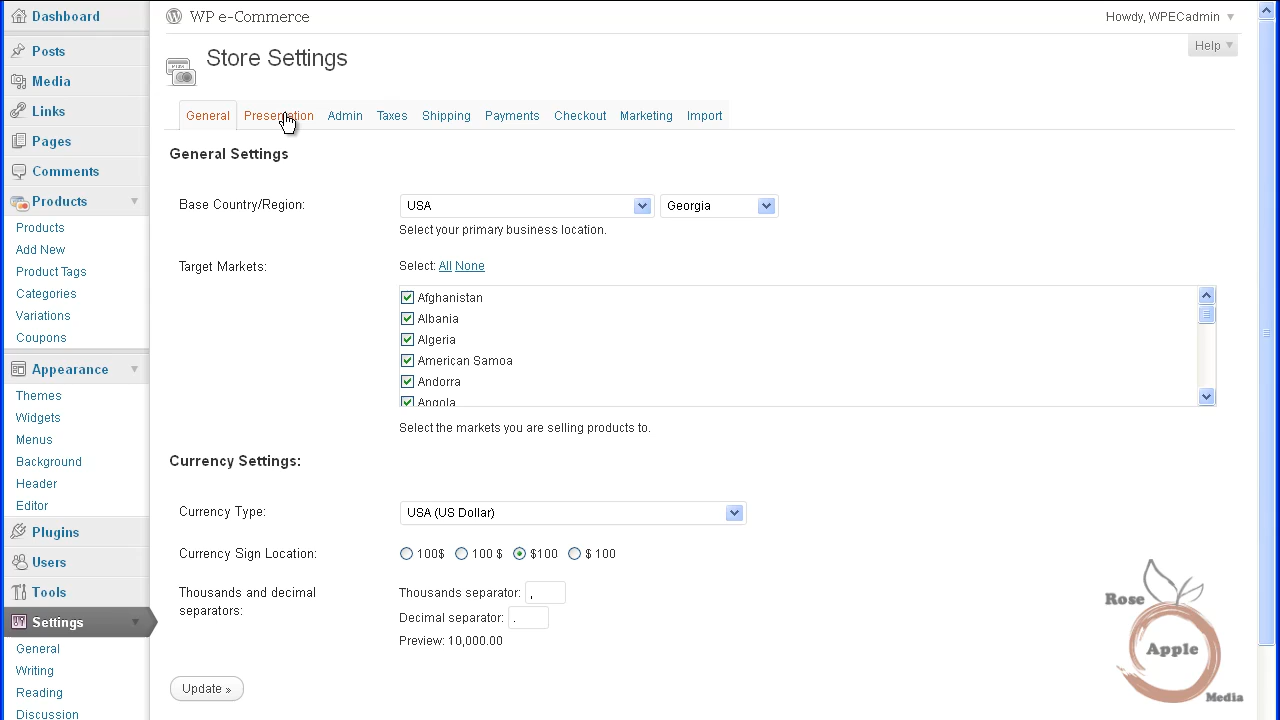 Dashboard
Posts
Media
Links
Pages
Comments
Products
Products
Add New
Product Tags
Categories
Variations
Coupons
Appearance
Themes
Widgets
Menus
Background
Header
Editor
Plugins
Users
Tools
Settings
General
Writing
Reading
Discussion
WP e-Commerce
Howdy, WPECadmin
Help
Store Settings
General Presentation Admin Taxes Shipping Payments Checkout Marketing Import
General Settings
Base Country/Region: USA Georgia
Select your primary business location.
Target Markets: Select: All None
Afghanistan
Albania
Algeria
American Samoa
Andorra
Angola
Select the markets you are selling products to.
Currency Settings:
Currency Type: USA (US Dollar)
Currency Sign Location: 100$ 100 $ $100 $ 100
Thousands and decimal
separators:
Thousands separator: ,
Decimal separator: .
Preview: 10,000.00
Update »
Rose
Apple
Media